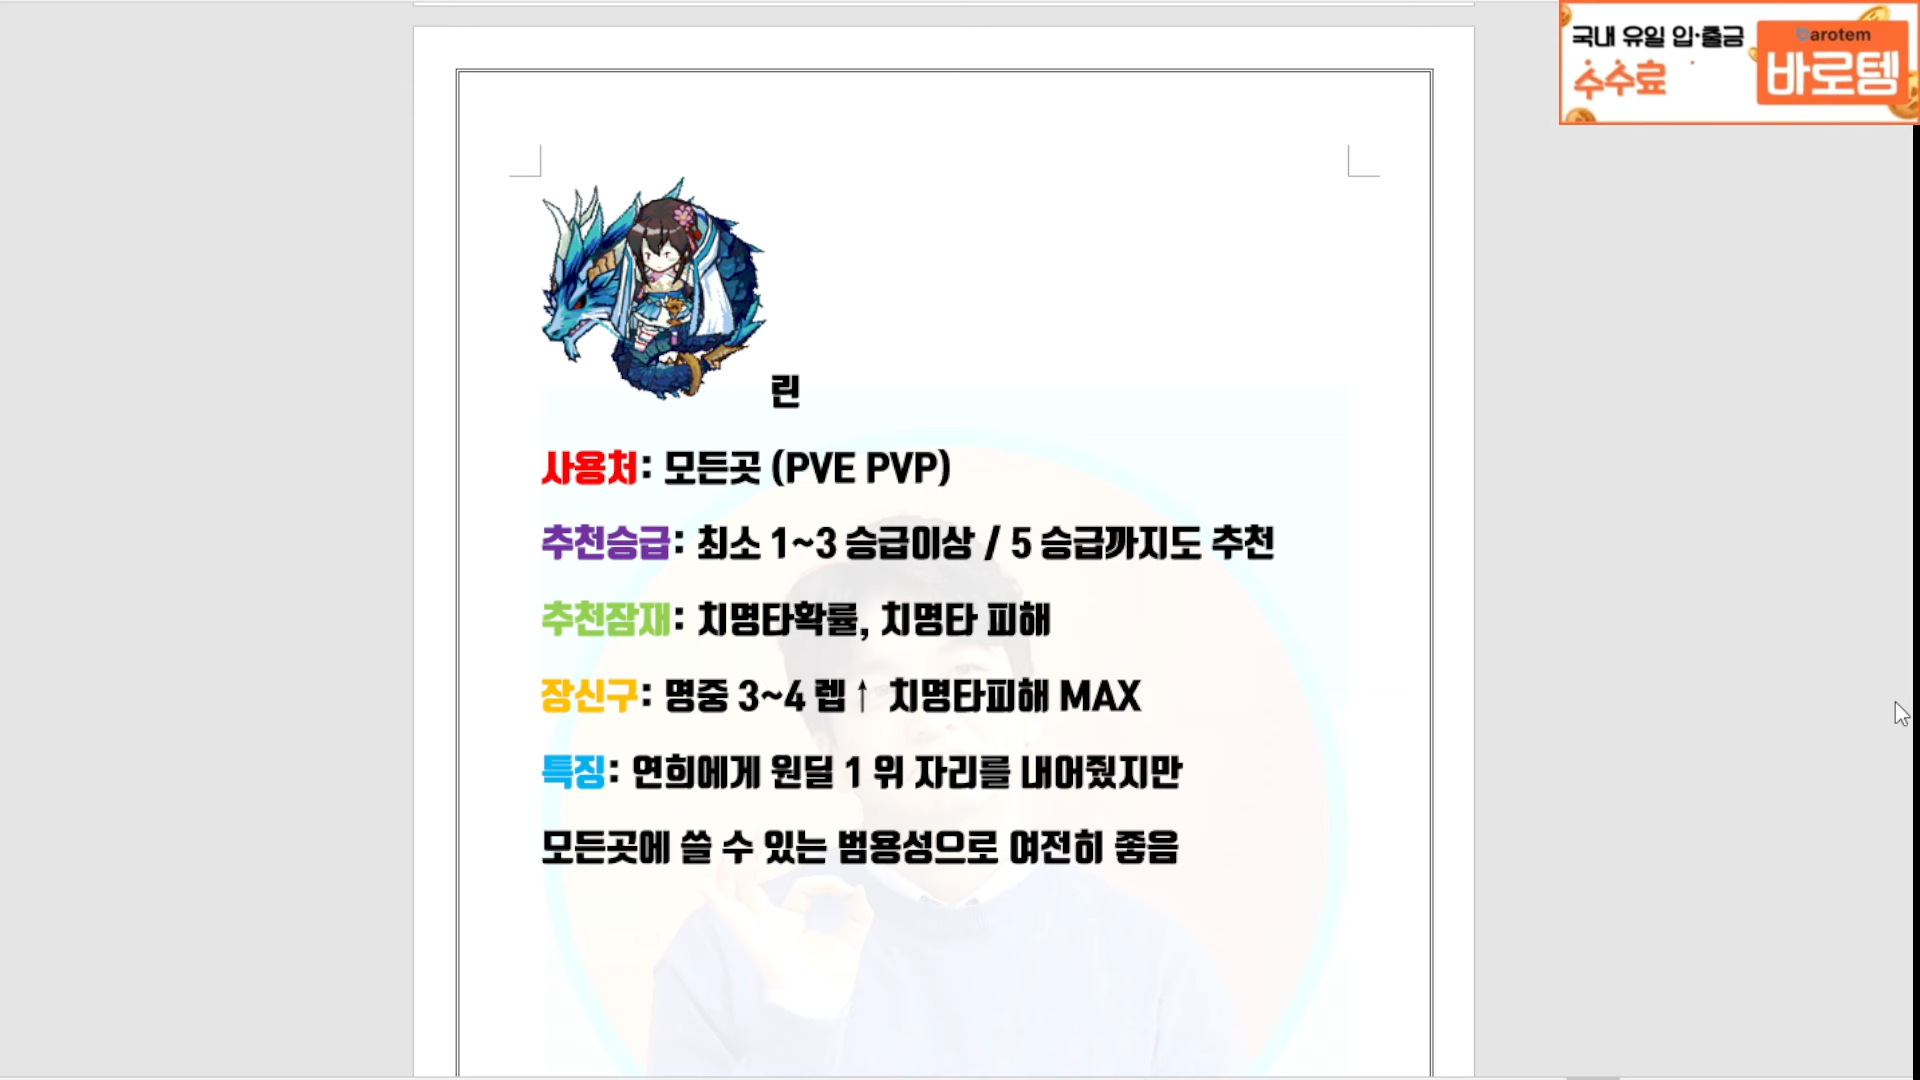 국내 유일 입·출금
수수료
Barotem
바로템
린
사용처: 모든곳 (PVE PVP)
추천승급: 최소 1~3 승급이상 / 5 승급까지도 추천
추천잠재: 치명타확률, 치명타 피해
장신구: 명중 3~4 렙↑ 치명타피해 MAX
특징: 연희에게 원딜 1 위 자리를 내어줬지만
모든곳에 쓸 수 있는 범용성으로 여전히 좋음